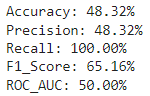 Accuracy: 48.32%
Precision: 48.32%
Recall: 100.00%
F1_Score: 65.16%
ROC_AUC: 50.00%